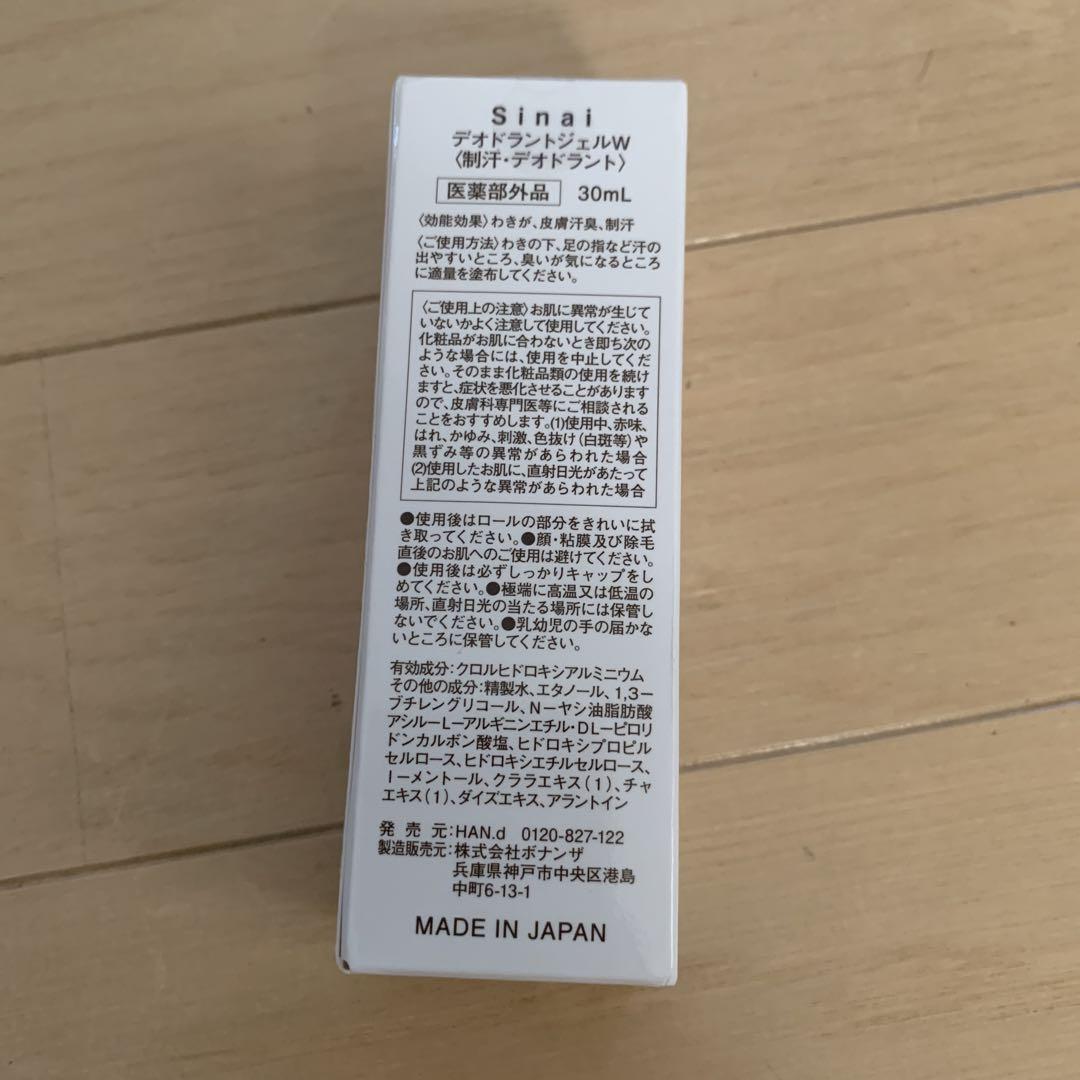 Sinai
デオドラントジェルW
〈制汗・デオドラント〉
医薬部外品 30mL
〈効能効果〉わきが、皮膚汗臭、制汗
〈ご使用方法〉わきの下、足の指など汗の
出やすいところ、臭いが気になるところ
に適量を塗布してください。
〈ご使用上の注意〉お肌に異常が生じて
いないかよく注意して使用してください。
化粧品がお肌に合わないとき即ち次の
ような場合には、使用を中止してくだ
さい。そのまま化粧品類の使用を続け
ますと、症状を悪化させることがあります
ので、皮膚科専門医等にご相談される
ことをおすすめします。(1)使用中、赤味、
はれ、かゆみ、刺激、色抜け(白斑等)や
黒ずみ等の異常があらわれた場合
(2)使用したお肌に、直射日光があたって
上記のような異常があらわれた場合
●使用後はロールの部分をきれいに拭
き取ってください。●顔・粘膜及び除毛
直後のお肌へのご使用は避けてください。
●使用後は必ずしっかりキャップをし
めてください。●極端に高温又は低温の
場所、直射日光の当たる場所には保管し
ないでください。●乳幼児の手の届かな
いところに保管してください。
有効成分:クロルヒドロキシアルミニウム
その他の成分:精製水、エタノール、1,3−
ブチレングリコール、N−ヤシ油脂肪酸
アシル−L−アルギニンエチル・DL−ピロリ
ドンカルボン酸塩、ヒドロキシプロピル
セルロース、ヒドロキシエチルセルロース、
l−メントール、クララエキス(1)、チャ
エキス(1)、ダイズエキス、アラントイン
発売元:HAN.d 0120-827-122
製造販売元:株式会社ボナンザ
兵庫県神戸市中央区港島
中町6-13-1
MADE IN JAPAN